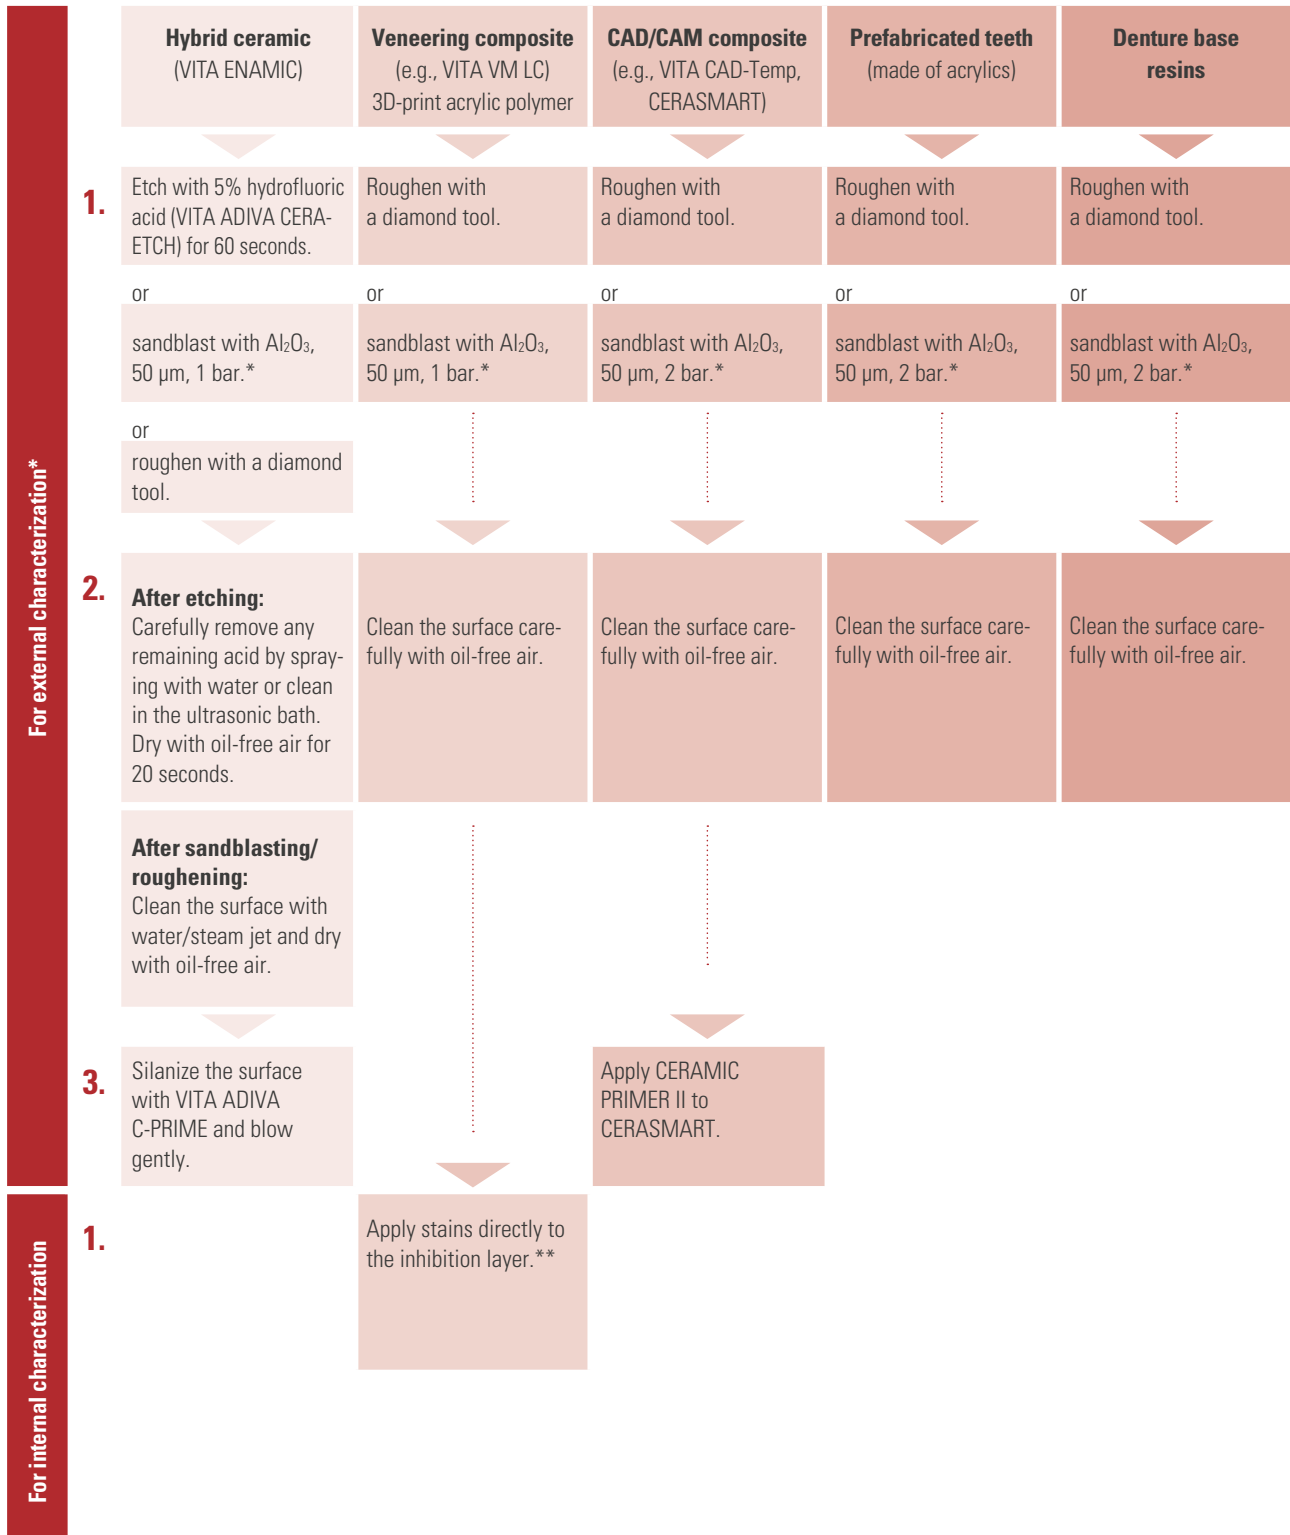 Hybrid ceramic
(VITA ENAMIC)
Veneering composite
(e.g., VITA VM LC)
3D-print acrylic polymer
CAD/CAM composite
(e.g., VITA CAD-Temp,
CERASMART)
Prefabricated teeth
(made of acrylics)
Denture base
resins
For external characterization*
1.
Etch with 5% hydrofluoric
acid (VITA ADIVA CERA-
ETCH) for 60 seconds.
Roughen with
a diamond tool.
Roughen with
a diamond tool.
Roughen with
a diamond tool.
Roughen with
a diamond tool.
or
or
or
or
or
sandblast with Al₂O₃,
50 µm, 1 bar.*
sandblast with Al₂O₃,
50 µm, 1 bar.*
sandblast with Al₂O₃,
50 µm, 2 bar.*
sandblast with Al₂O₃,
50 µm, 2 bar.*
sandblast with Al₂O₃,
50 µm, 2 bar.*
or
roughen with a diamond
tool.
2.
After etching:
Carefully remove any
remaining acid by spray-
ing with water or clean
in the ultrasonic bath.
Dry with oil-free air for
20 seconds.
Clean the surface care-
fully with oil-free air.
Clean the surface care-
fully with oil-free air.
Clean the surface care-
fully with oil-free air.
Clean the surface care-
fully with oil-free air.
After sandblasting/
roughening:
Clean the surface with
water/steam jet and dry
with oil-free air.
3.
Silanize the surface
with VITA ADIVA
C-PRIME and blow
gently.
Apply CERAMIC
PRIMER II to
CERASMART.
For internal characterization
1.
Apply stains directly to
the inhibition layer.**